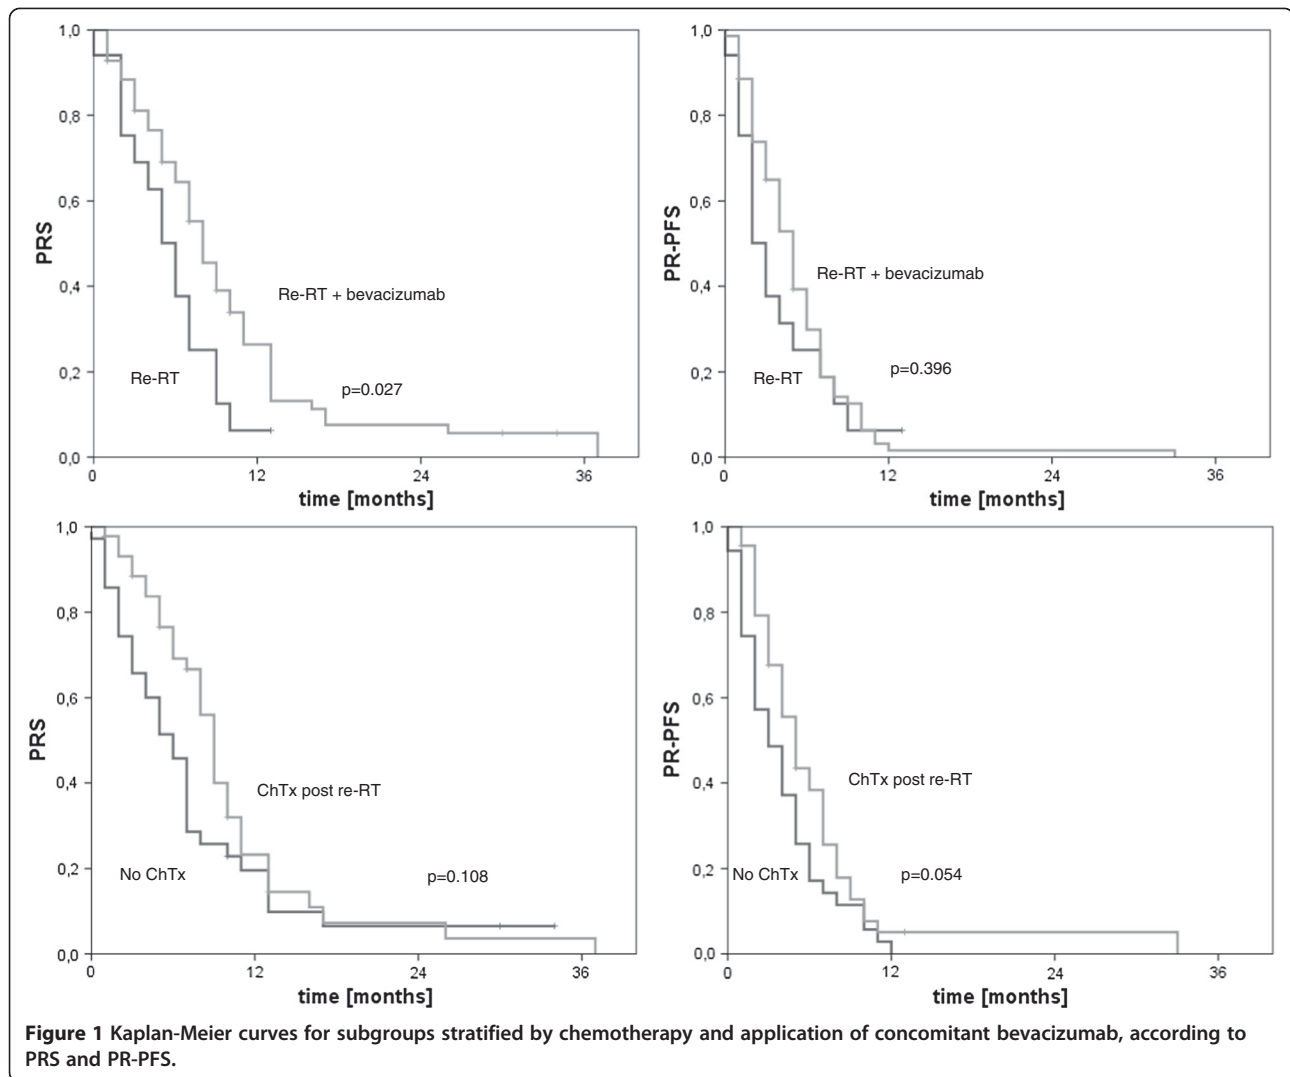 1,0
0,8
0,6
0,4
0,2
0,0
PRS
Re-RT + bevacizumab
Re-RT
p=0.027
0 12 24 36
time [months]
1,0
0,8
0,6
0,4
0,2
0,0
PR-PFS
Re-RT + bevacizumab
Re-RT
p=0.396
0 12 24 36
time [months]
1,0
0,8
0,6
0,4
0,2
0,0
PRS
ChTx post re-RT
No ChTx
p=0.108
0 12 24 36
time [months]
1,0
0,8
0,6
0,4
0,2
0,0
PR-PFS
ChTx post re-RT
No ChTx
p=0.054
0 12 24 36
time [months]
Figure 1 Kaplan-Meier curves for subgroups stratified by chemotherapy and application of concomitant bevacizumab, according to
PRS and PR-PFS.